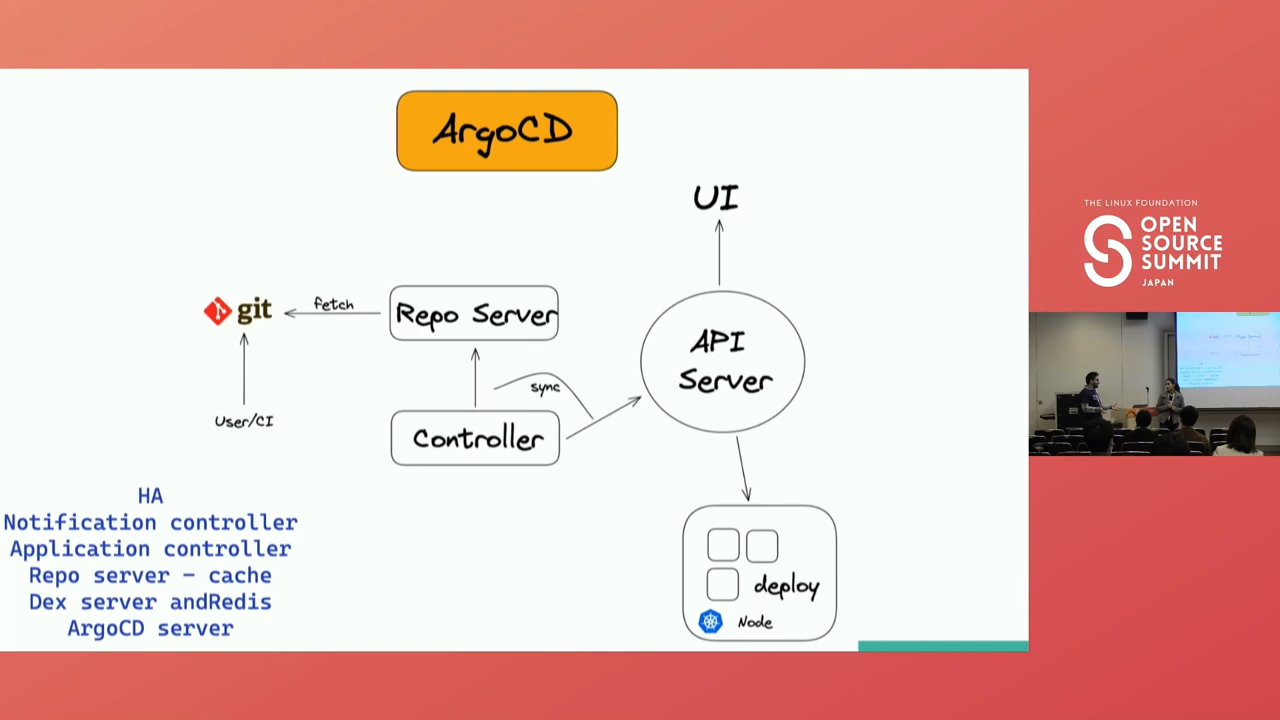 ArgoCD
UI
git
fetch
Repo Server
API
Server
sync
User/CI
Controller
HA
Notification controller
Application controller
Repo server – cache
Dex server andRedis
ArgoCD server
deploy
Node
THE LINUX FOUNDATION
OPEN
SOURCE
SUMMIT
JAPAN